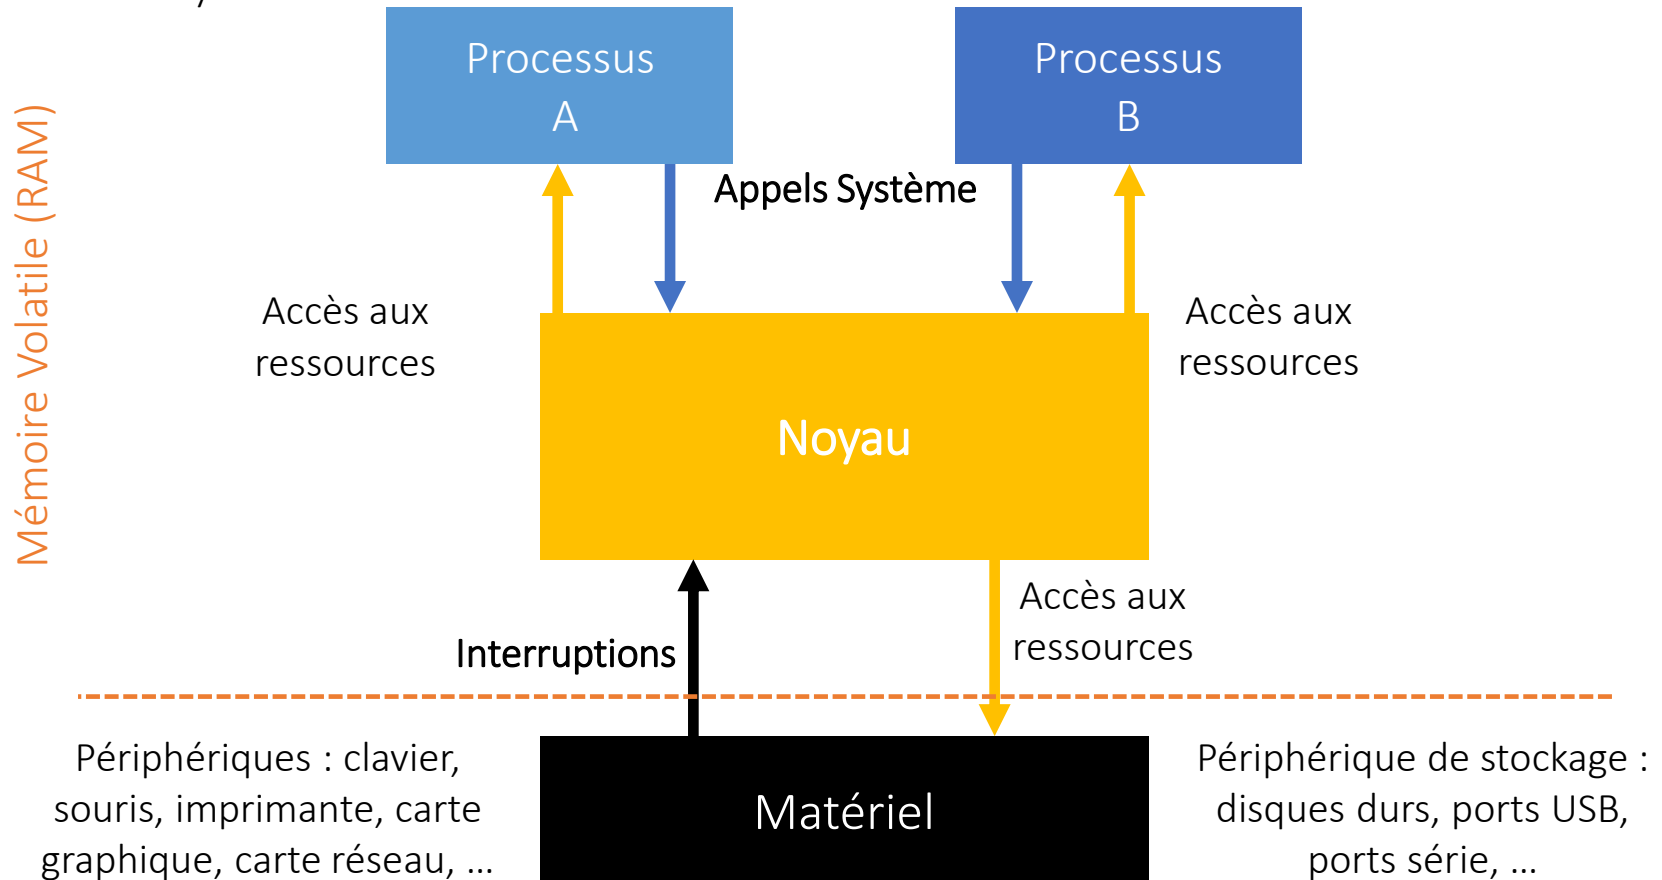 Processus
A
Processus
B
Appels Système
Mémoire Volatile (RAM)
Accès aux
ressources
Accès aux
ressources
Noyau
Accès aux
ressources
Interruptions
Périphériques : clavier,
souris, imprimante, carte
graphique, carte réseau, ...
Matériel
Périphérique de stockage :
disques durs, ports USB,
ports série, ...